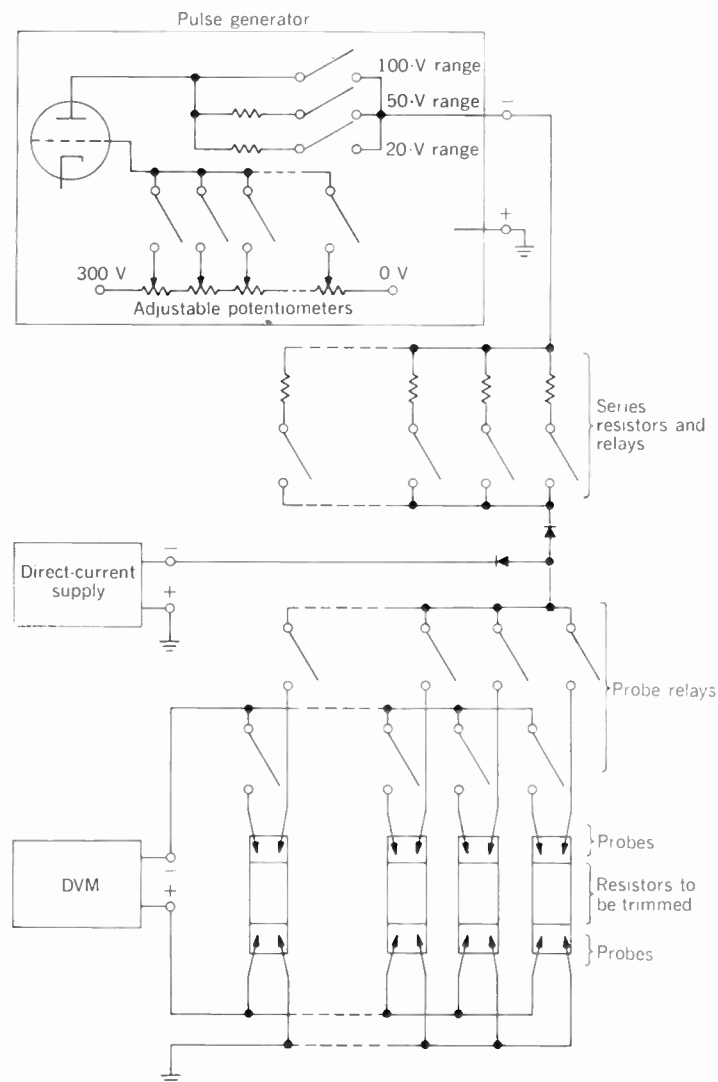 Pulse generator
100-V range
50-V range
20-V range
−
+
300 V
0 V
Adjustable potentiometers
Series
resistors and
relays
−
+
Direct-current
supply
Probe relays
DVM
−
+
Probes
Resistors to
be trimmed
Probes